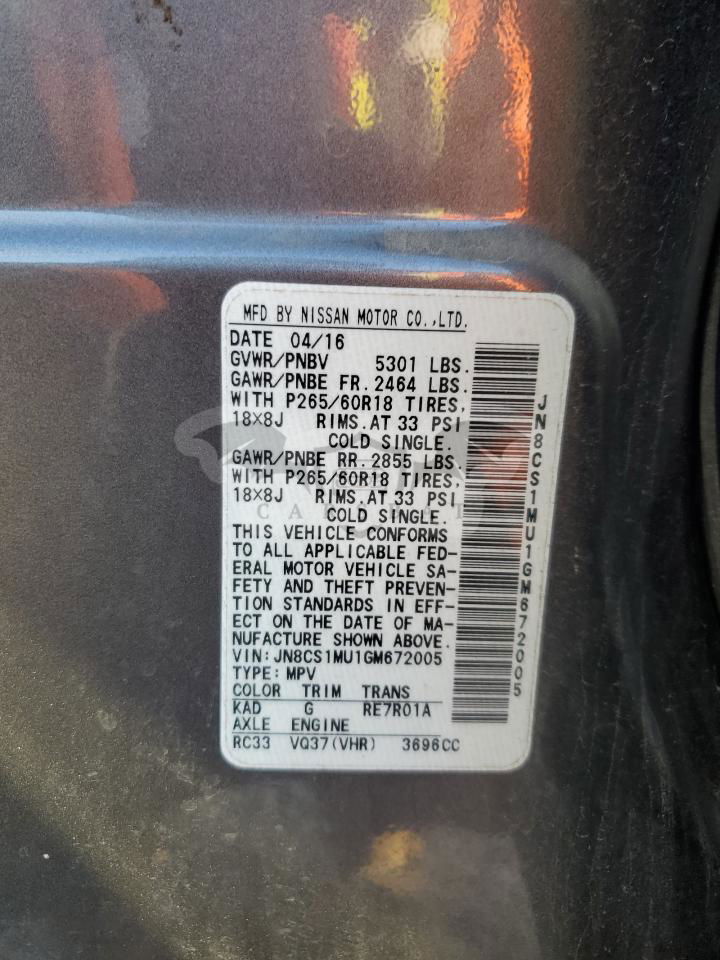 MFD BY NISSAN MOTOR CO.,LTD.
DATE 04/16
GVWR/PNBV 5301 LBS.
GAWR/PNBE FR. 2464 LBS.
WITH P265/60R18 TIRES,
18×8J RIMS.AT 33 PSI
COLD SINGLE.
GAWR/PNBE RR. 2855 LBS.
WITH P265/60R18 TIRES,
18×8J RIMS.AT 33 PSI
COLD SINGLE.
THIS VEHICLE CONFORMS
TO ALL APPLICABLE FED-
ERAL MOTOR VEHICLE SA-
FETY AND THEFT PREVEN-
TION STANDARDS IN EFF-
ECT ON THE DATE OF MA-
NUFACTURE SHOWN ABOVE.
VIN:JN8CS1MU1GM672005
TYPE:MPV
COLOR TRIM TRANS
KAD G RE7R01A
AXLE ENGINE
RC33 VQ37(VHR) 3696CC
JN8CS1MU1GM672005